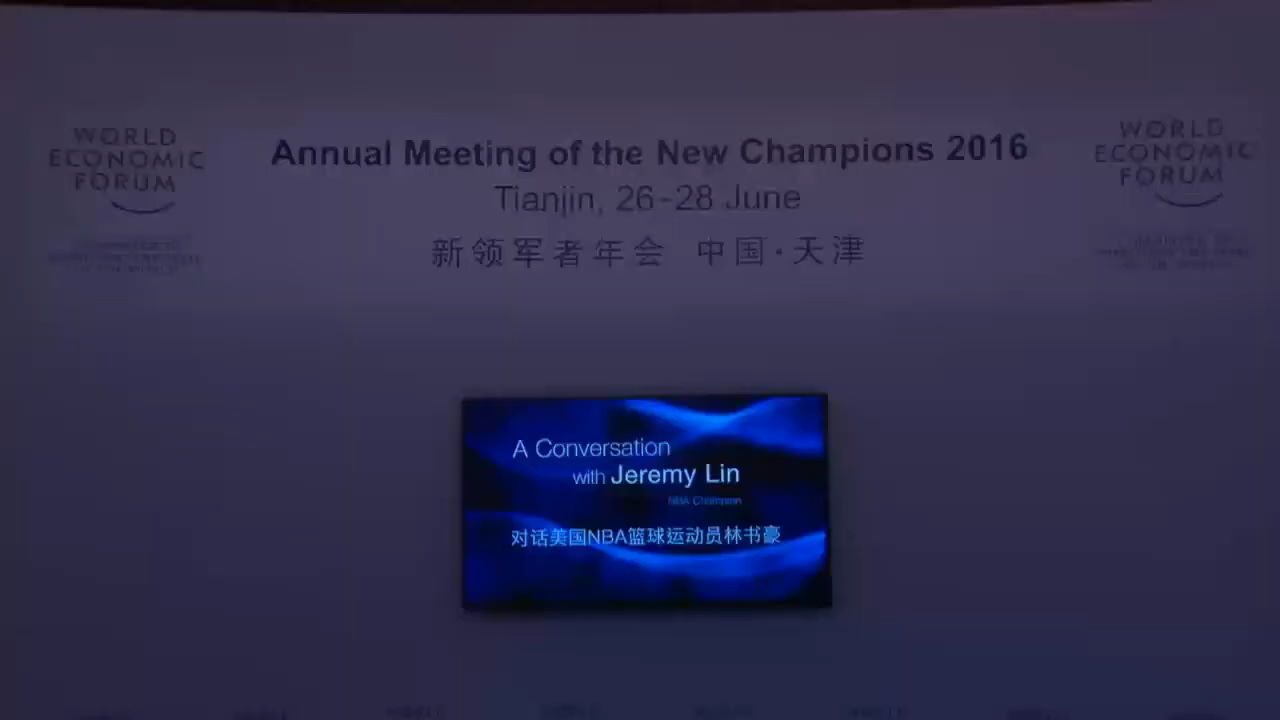 WORLD
ECONOMIC
FORUM
Annual Meeting of the New Champions 2016
Tianjin, 26-28 June
新领军者年会 中国·天津
WORLD
ECONOMIC
FORUM
A Conversation
with Jeremy Lin
NBA Champion
对话美国NBA篮球运动员林书豪